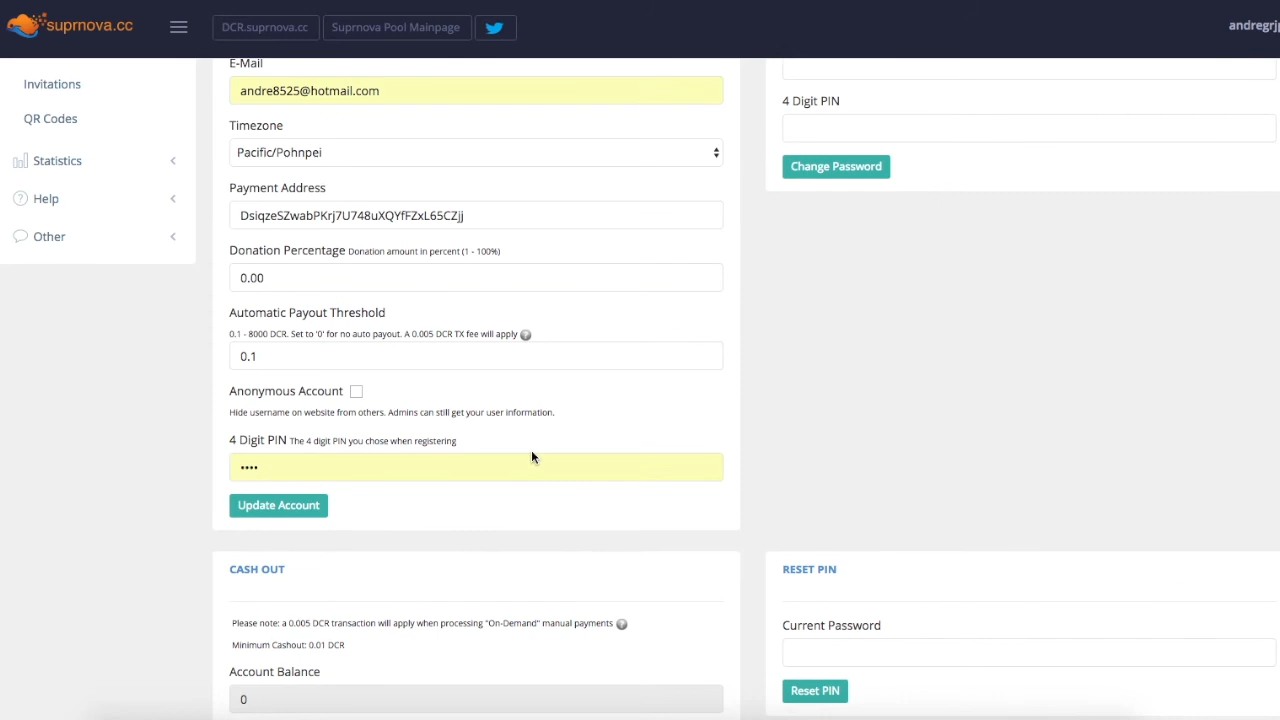 suprnova.cc
DCR.suprnova.cc
Suprnova Pool Mainpage
andregrj
Invitations
QR Codes
Statistics
Help
Other
E-Mail
andre8525@hotmail.com
Timezone
Pacific/Pohnpei
Payment Address
DsiqzeSZwabPKrj7U748uXQYfFZxL65CZjj
Donation Percentage Donation amount in percent (1 - 100%)
0.00
Automatic Payout Threshold
0.1 - 8000 DCR. Set to '0' for no auto payout. A 0.005 DCR TX fee will apply
0.1
Anonymous Account
Hide username on website from others. Admins can still get your user information.
4 Digit PIN The 4 digit PIN you chose when registering
••••
Update Account
4 Digit PIN
Change Password
CASH OUT
Please note: a 0.005 DCR transaction will apply when processing "On-Demand" manual payments
Minimum Cashout: 0.01 DCR
Account Balance
0
RESET PIN
Current Password
Reset PIN